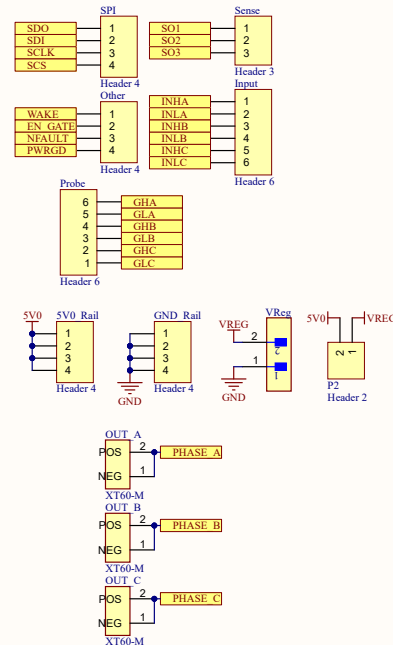 SPI
SDO 1
SDI 2
SCLK 3
SCS 4
Header 4
Sense
SO1 1
SO2 2
SO3 3
Header 3
Other
WAKE 1
EN_GATE 2
NFAULT 3
PWRGD 4
Header 4
Input
INHA 1
INLA 2
INHB 3
INLB 4
INHC 5
INLC 6
Header 6
Probe
6 GHA
5 GLA
4 GHB
3 GLB
2 GHC
1 GLC
Header 6
5V0 5V0_Rail
1
2
3
4
Header 4
GND_Rail
1
2
3
4
Header 4
GND
VReg
VREG 2 2
1 1
GND
5V0 VREG
2 1
P2
Header 2
OUT_A
POS 2 PHASE_A
NEG 1
XT60-M
OUT_B
POS 2 PHASE_B
NEG 1
XT60-M
OUT_C
POS 2 PHASE_C
NEG 1
XT60-M